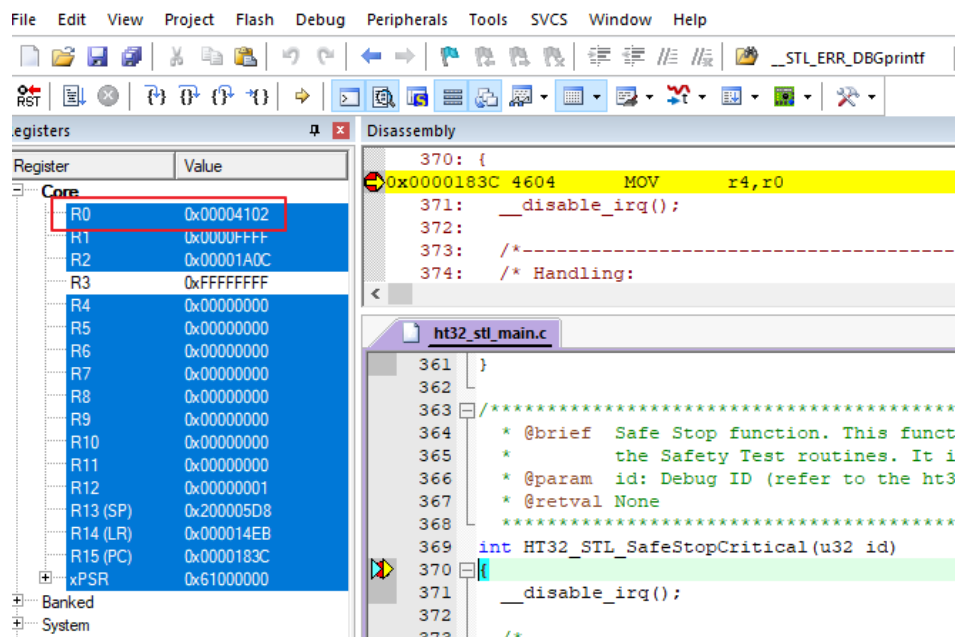 File Edit View Project Flash Debug Peripherals Tools SVCS Window Help
__STL_ERR_DBGprintf
RST
egisters
Register Value
Core
R0 0x00004102
R1 0x0000FFFF
R2 0x00001A0C
R3 0xFFFFFFFF
R4 0x00000000
R5 0x00000000
R6 0x00000000
R7 0x00000000
R8 0x00000000
R9 0x00000000
R10 0x00000000
R11 0x00000000
R12 0x00000001
R13 (SP) 0x200005D8
R14 (LR) 0x000014EB
R15 (PC) 0x0000183C
xPSR 0x61000000
Banked
System
Disassembly
370: {
0x0000183C 4604 MOV r4,r0
371: __disable_irq();
372:
373: /*-------------------------------------
374: /* Handling:
ht32_stl_main.c
361 }
362
363 /******************************************
364 * @brief Safe Stop function. This funct
365 * the Safety Test routines. It i
366 * @param id: Debug ID (refer to the ht3
367 * @retval None
368 ******************************************
369 int HT32_STL_SafeStopCritical(u32 id)
370 {
371 __disable_irq();
372